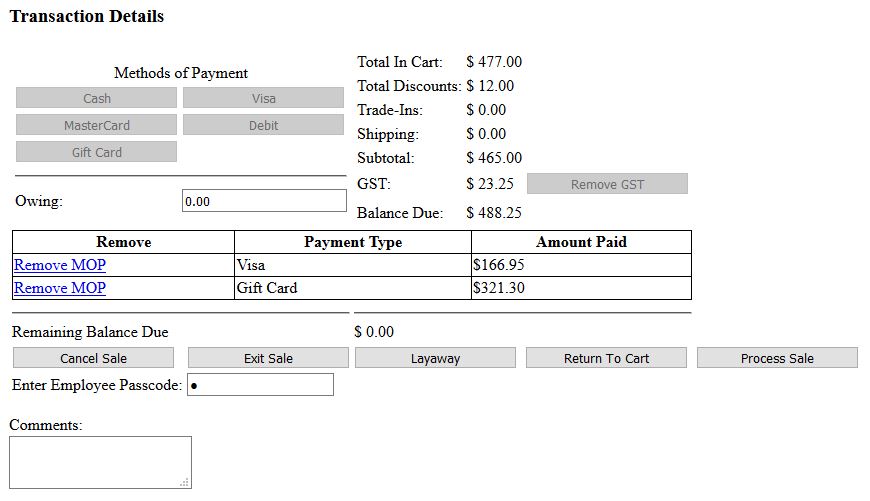 Transaction Details
Methods of Payment
Cash Visa
MasterCard Debit
Gift Card
Owing: 0.00
Total In Cart: $ 477.00
Total Discounts: $ 12.00
Trade-Ins: $ 0.00
Shipping: $ 0.00
Subtotal: $ 465.00
GST: $ 23.25 Remove GST
Balance Due: $ 488.25
Remove Payment Type Amount Paid
Remove MOP Visa $166.95
Remove MOP Gift Card $321.30
Remaining Balance Due $ 0.00
Cancel Sale Exit Sale Layaway Return To Cart Process Sale
Enter Employee Passcode: ●
Comments: